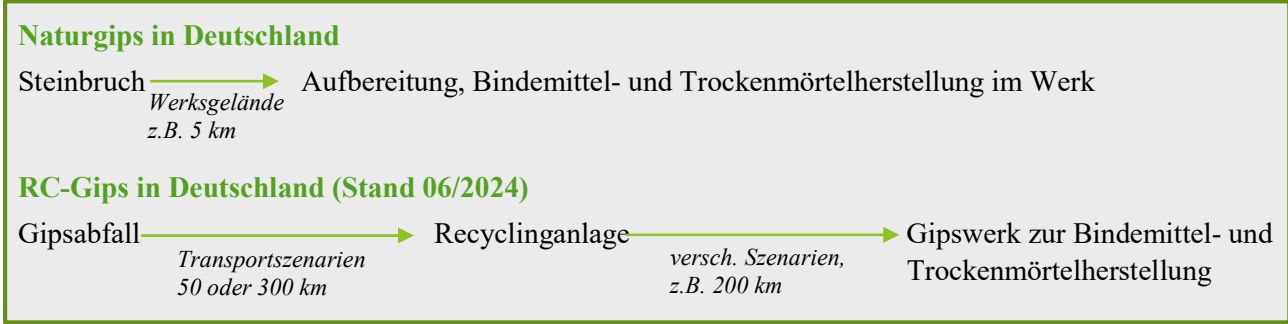 Naturgips in Deutschland
Steinbruch Aufbereitung, Bindemittel- und Trockenmörtelherstellung im Werk
Werksgelände
z.B. 5 km
RC-Gips in Deutschland (Stand 06/2024)
Gipsabfall Recyclinganlage Gipswerk zur Bindemittel- und
Trockenmörtelherstellung
Transportszenarien
50 oder 300 km
versch. Szenarien,
z.B. 200 km